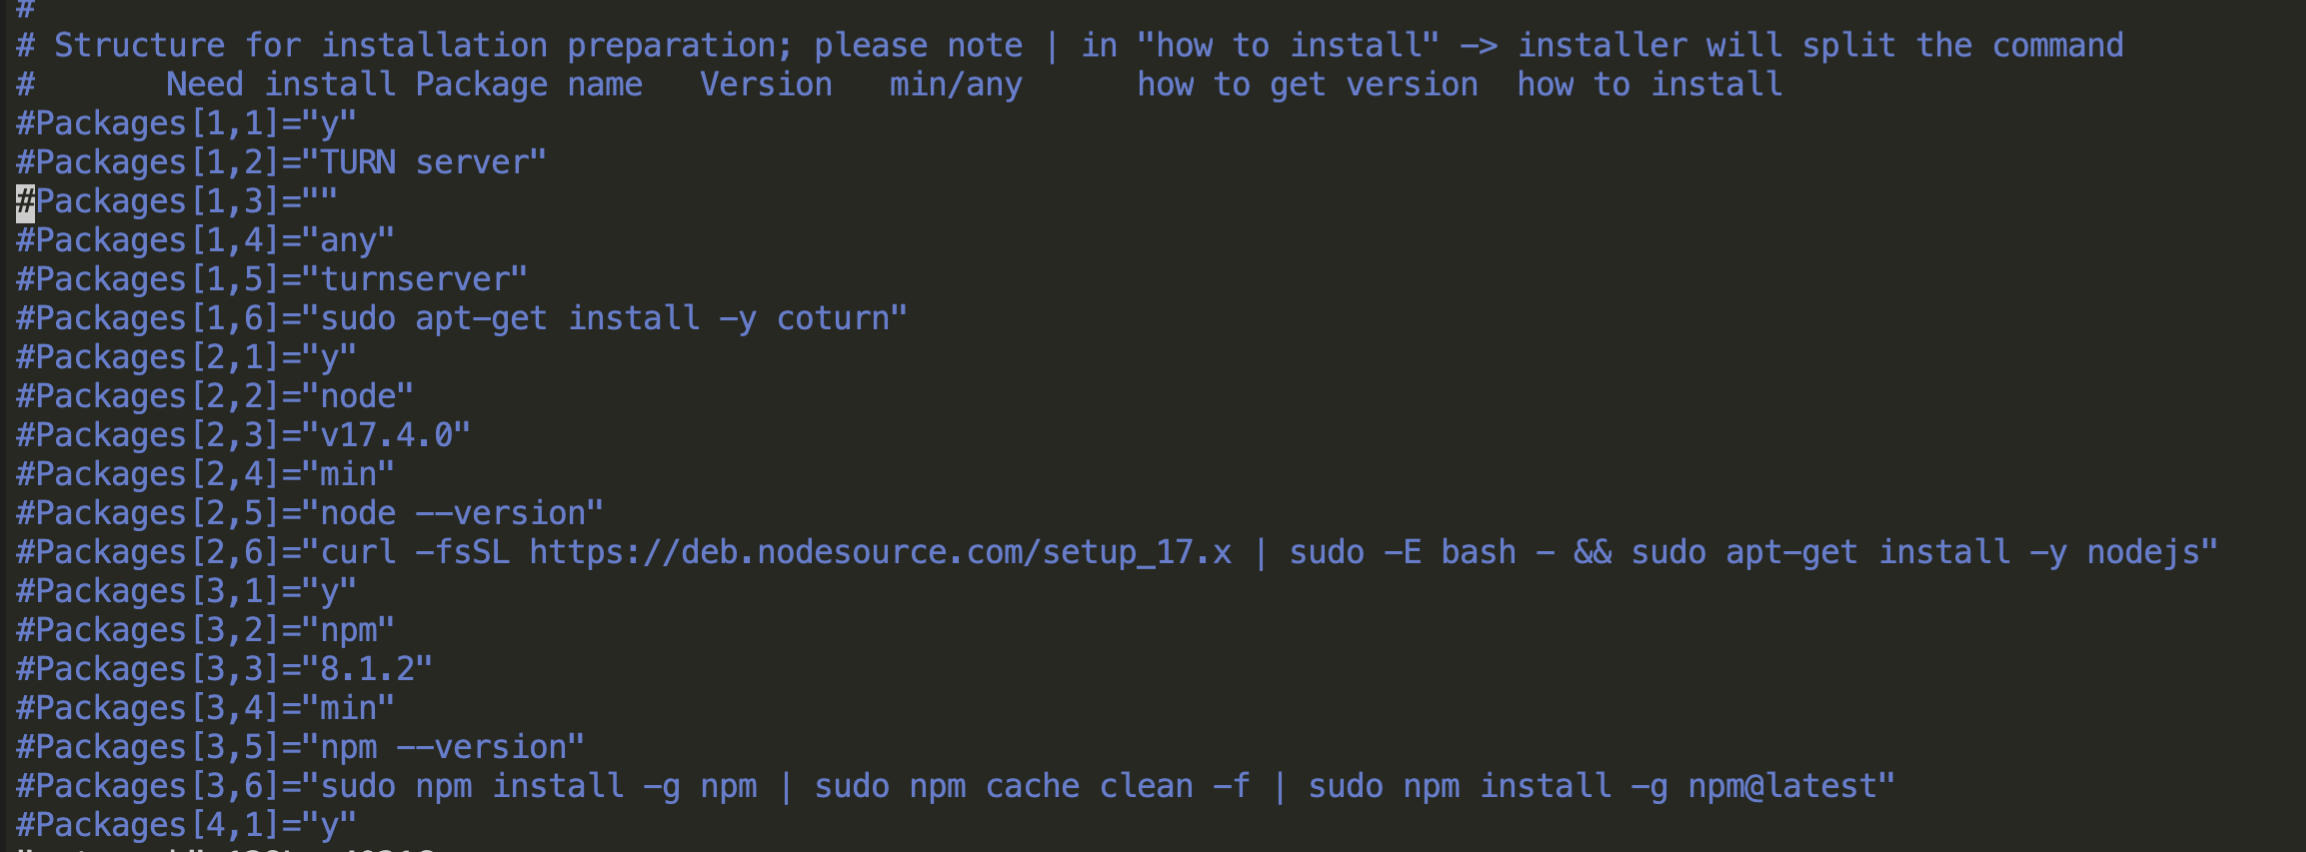 #
# Structure for installation preparation; please note | in "how to install" -> installer will split the command
#       Need install Package name   Version   min/any      how to get version  how to install
#Packages[1,1]="y"
#Packages[1,2]="TURN server"
#Packages[1,3]=""
#Packages[1,4]="any"
#Packages[1,5]="turnserver"
#Packages[1,6]="sudo apt-get install -y coturn"
#Packages[2,1]="y"
#Packages[2,2]="node"
#Packages[2,3]="v17.4.0"
#Packages[2,4]="min"
#Packages[2,5]="node --version"
#Packages[2,6]="curl -fsSL https://deb.nodesource.com/setup_17.x | sudo -E bash - && sudo apt-get install -y nodejs"
#Packages[3,1]="y"
#Packages[3,2]="npm"
#Packages[3,3]="8.1.2"
#Packages[3,4]="min"
#Packages[3,5]="npm --version"
#Packages[3,6]="sudo npm install -g npm | sudo npm cache clean -f | sudo npm install -g npm@latest"
#Packages[4,1]="y"